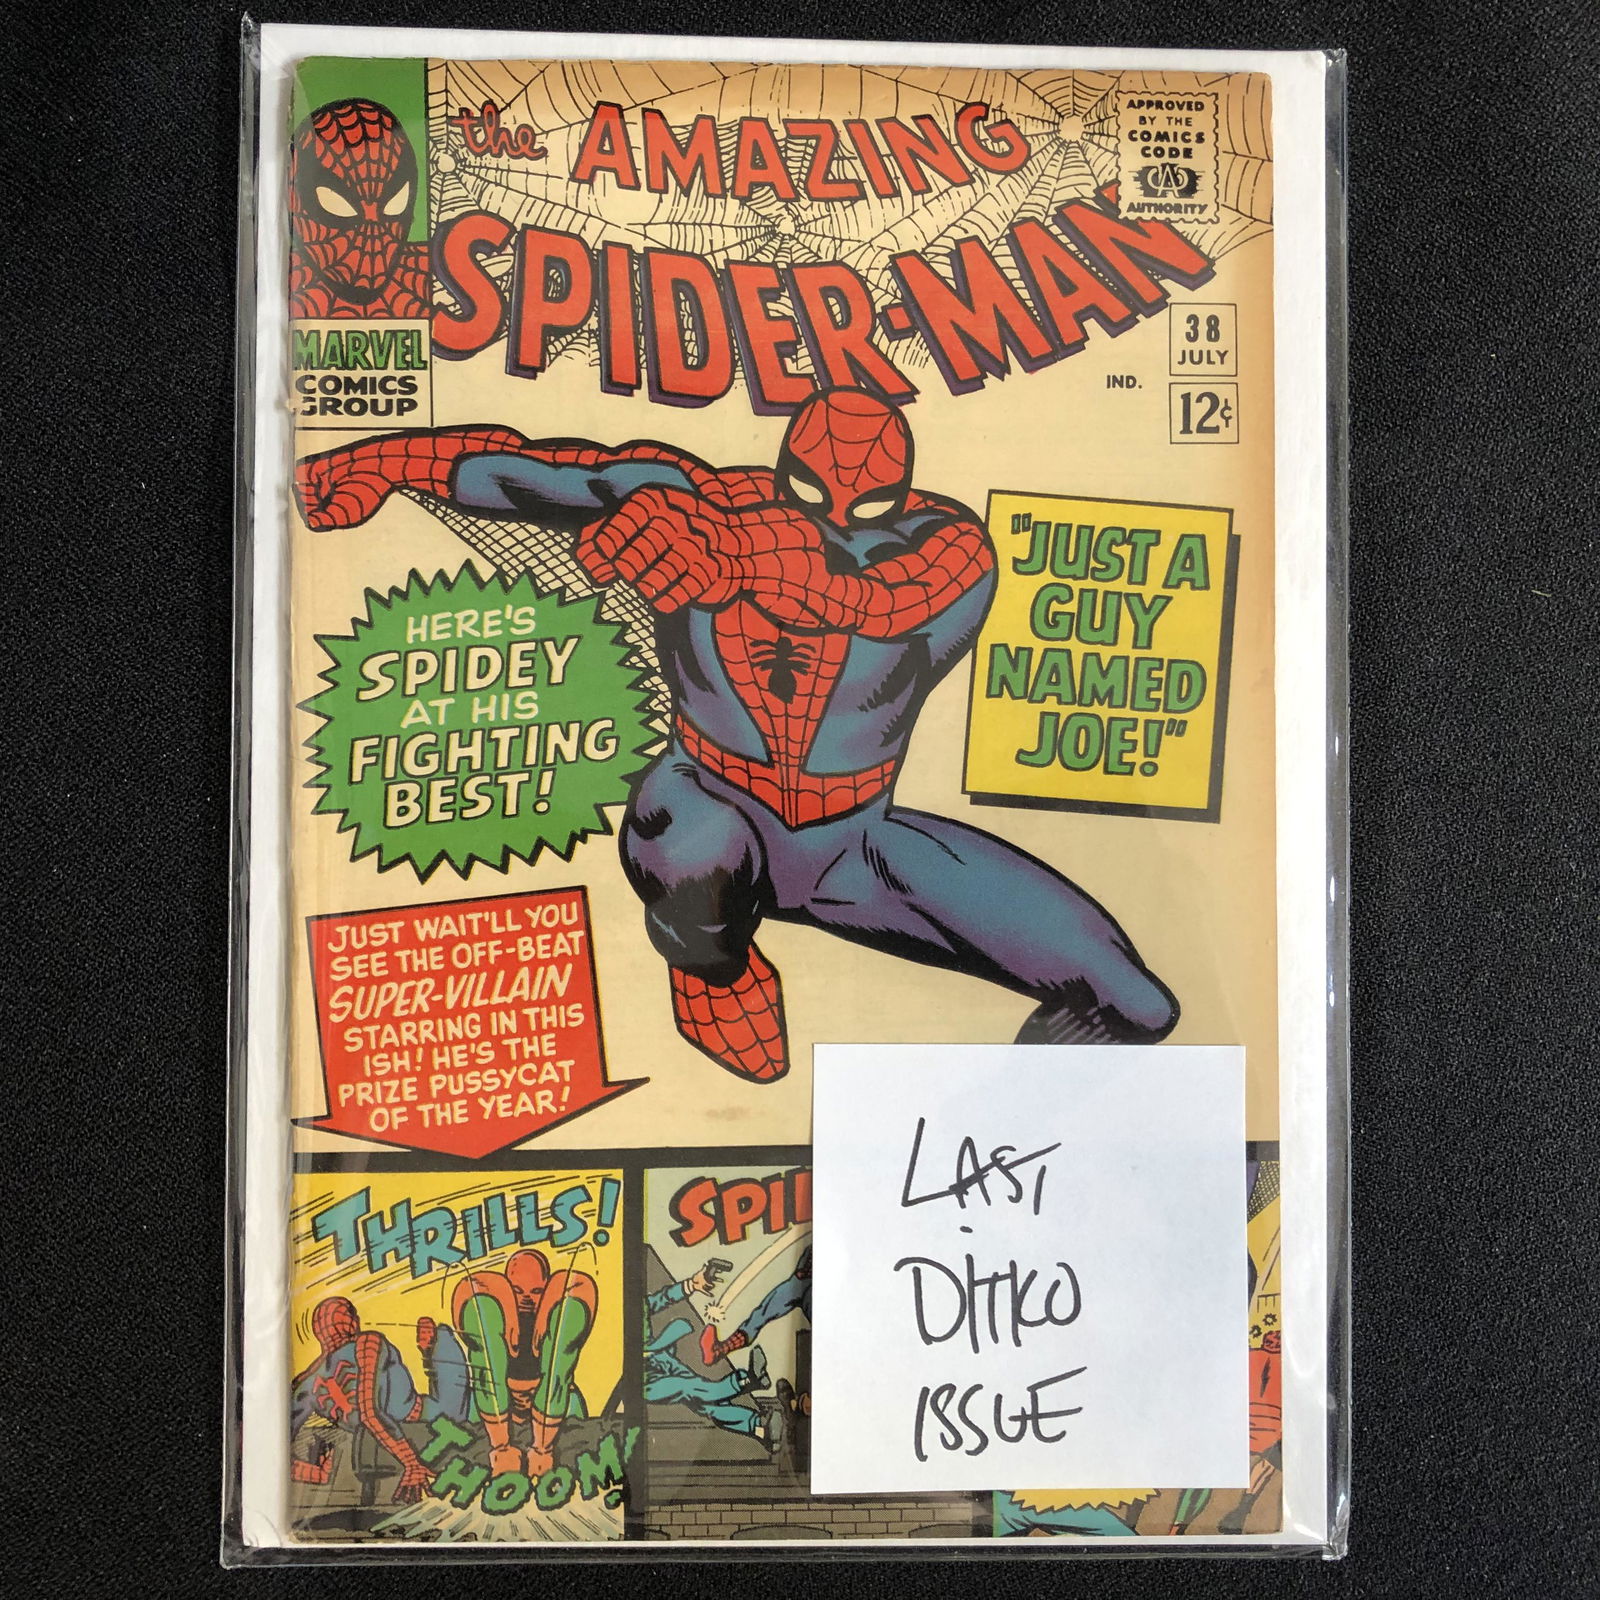 the AMAZING
SPIDER-MAN
APPROVED
BY THE
COMICS
CODE
CA
AUTHORITY
MARVEL
COMICS
GROUP
38
JULY
IND.
12¢
"JUST A
GUY
NAMED
JOE!"
HERE'S
SPIDEY
AT HIS
FIGHTING
BEST!
JUST WAIT'LL YOU
SEE THE OFF-BEAT
SUPER-VILLAIN
STARRING IN THIS
ISH! HE'S THE
PRIZE PUSSYCAT
OF THE YEAR!
THRILLS!
THOOM!
SPI
LAST
DITKO
ISSUE